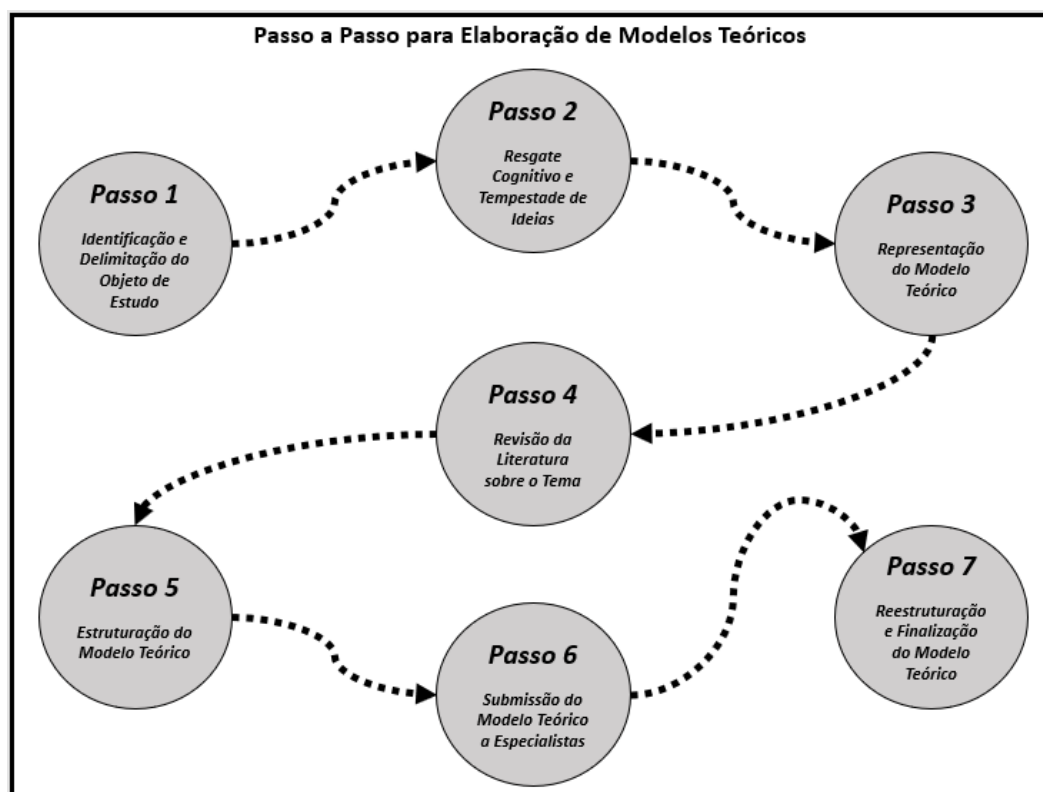 Passo a Passo para Elaboração de Modelos Teóricos
Passo 1
Identificação e
Delimitação do
Objeto de
Estudo
Passo 2
Resgate
Cognitivo e
Tempestade de
Ideias
Passo 3
Representação
do Modelo
Teórico
Passo 4
Revisão da
Literatura
sobre o Tema
Passo 5
Estruturação do
Modelo Teórico
Passo 6
Submissão do
Modelo Teórico
a Especialistas
Passo 7
Reestruturação
e Finalização
do Modelo
Teórico